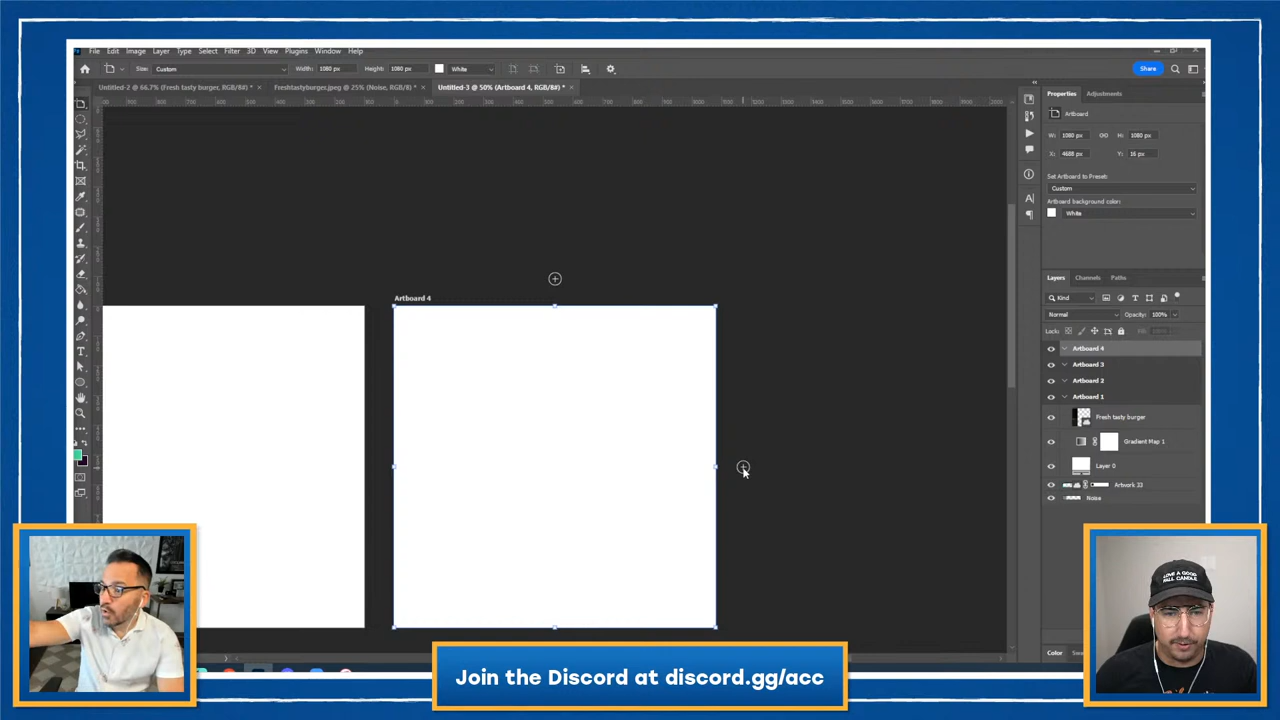 File Edit Image Layer Type Select Filter 3D View Plugins Window Help
Size: Custom Width: 1080 px Height: 1080 px White Share
Untitled-2 @ 66.7% (Fresh tasty burger, RGB/8#) * × Freshtastyburger.jpeg @ 25% (Noise, RGB/8) * × Untitled-3 @ 50% (Artboard 4, RGB/8#) * ×
Properties Adjustments
Artboard
W: 1080 px H: 1080 px
X: 4688 px Y: 16 px
Set Artboard to Preset:
Custom
Artboard background color:
White
Layers Channels Paths
Kind
Normal Opacity: 100%
Lock:
Artboard 4
Artboard 4
Artboard 3
Artboard 2
Artboard 1
Fresh tasty burger
Gradient Map 1
Layer 0
Artwork 33
Noise
LOVE A GOOD
FALL CANDLE
Color
Join the Discord at discord.gg/acc